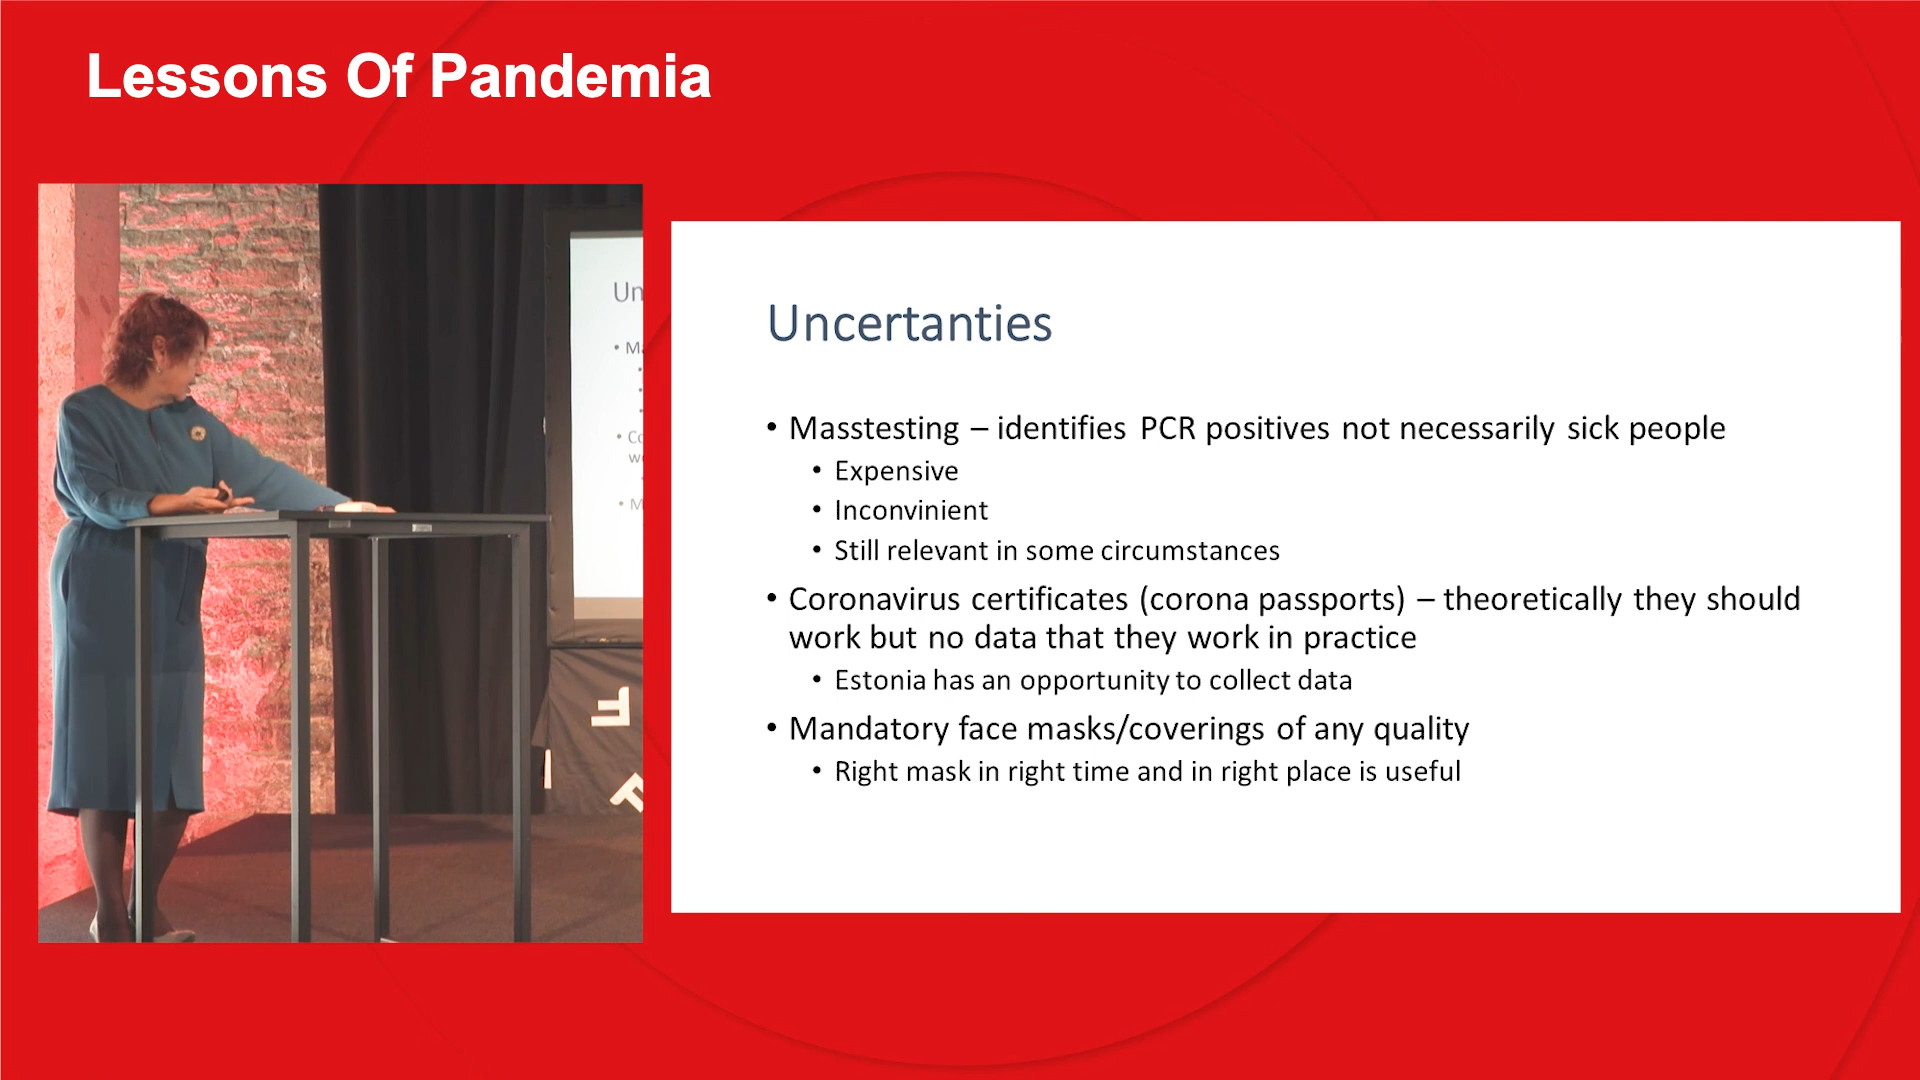 Lessons Of Pandemia
Un
Uncertanties
• Masstesting – identifies PCR positives not necessarily sick people
• Expensive
• Inconvinient
• Still relevant in some circumstances
• Coronavirus certificates (corona passports) – theoretically they should
work but no data that they work in practice
• Estonia has an opportunity to collect data
• Mandatory face masks/coverings of any quality
• Right mask in right time and in right place is useful